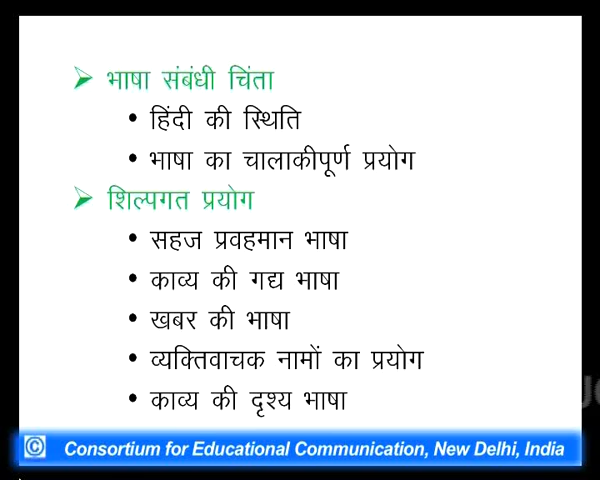 ➢ भाषा संबंधी चिंता
• हिंदी की स्थिति
• भाषा का चालाकीपूर्ण प्रयोग
➢ शिल्पगत प्रयोग
• सहज प्रवहमान भाषा
• काव्य की गद्य भाषा
• खबर की भाषा
• व्यक्तिवाचक नामों का प्रयोग
• काव्य की दृश्य भाषा
© Consortium for Educational Communication, New Delhi, India